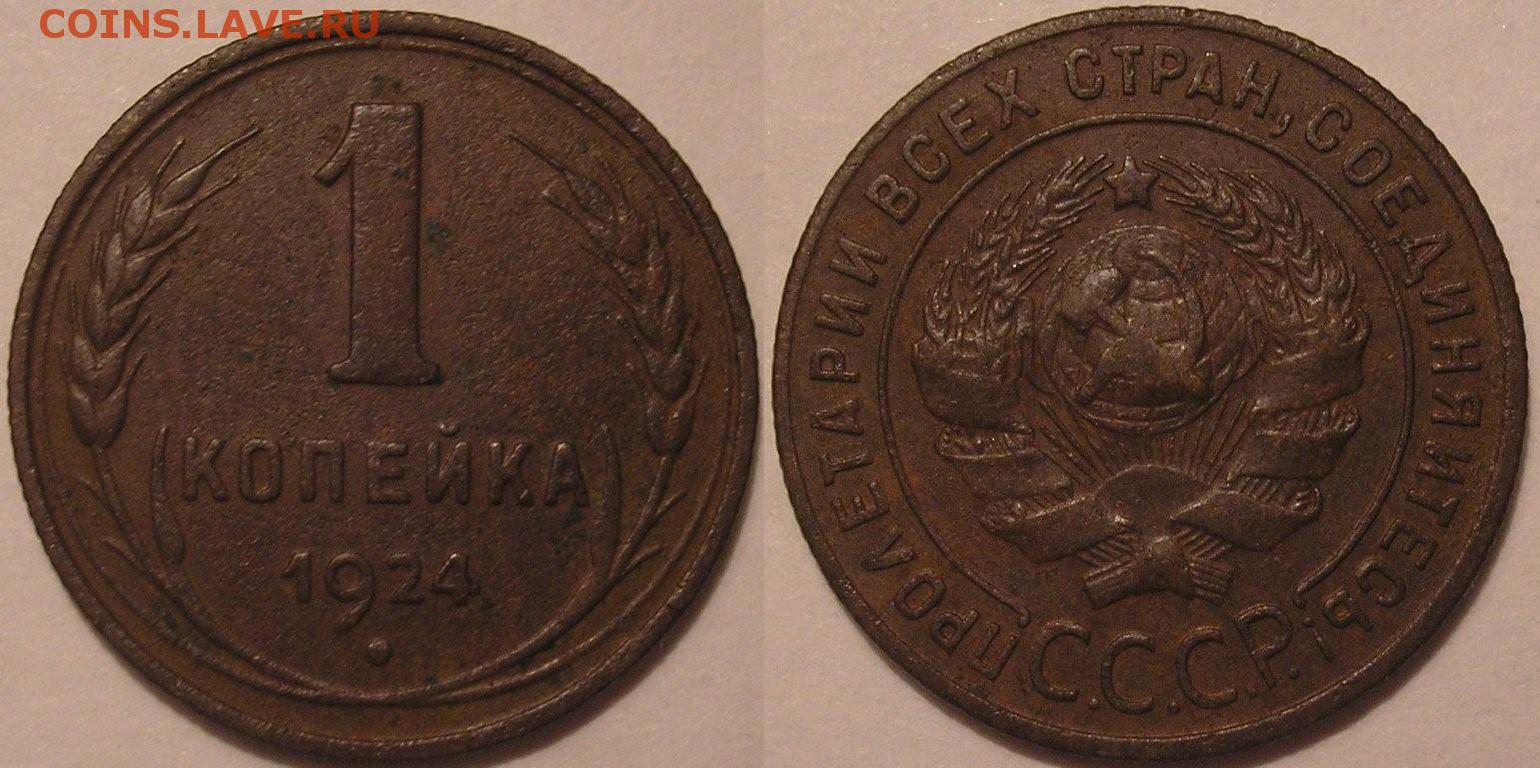 COINS.LAVE.RU
1
КОПЕЙКА
1924
ПРОЛЕТАРИИ ВСЕХ СТРАН, СОЕДИНЯЙТЕСЬ!
С.С.С.Р.